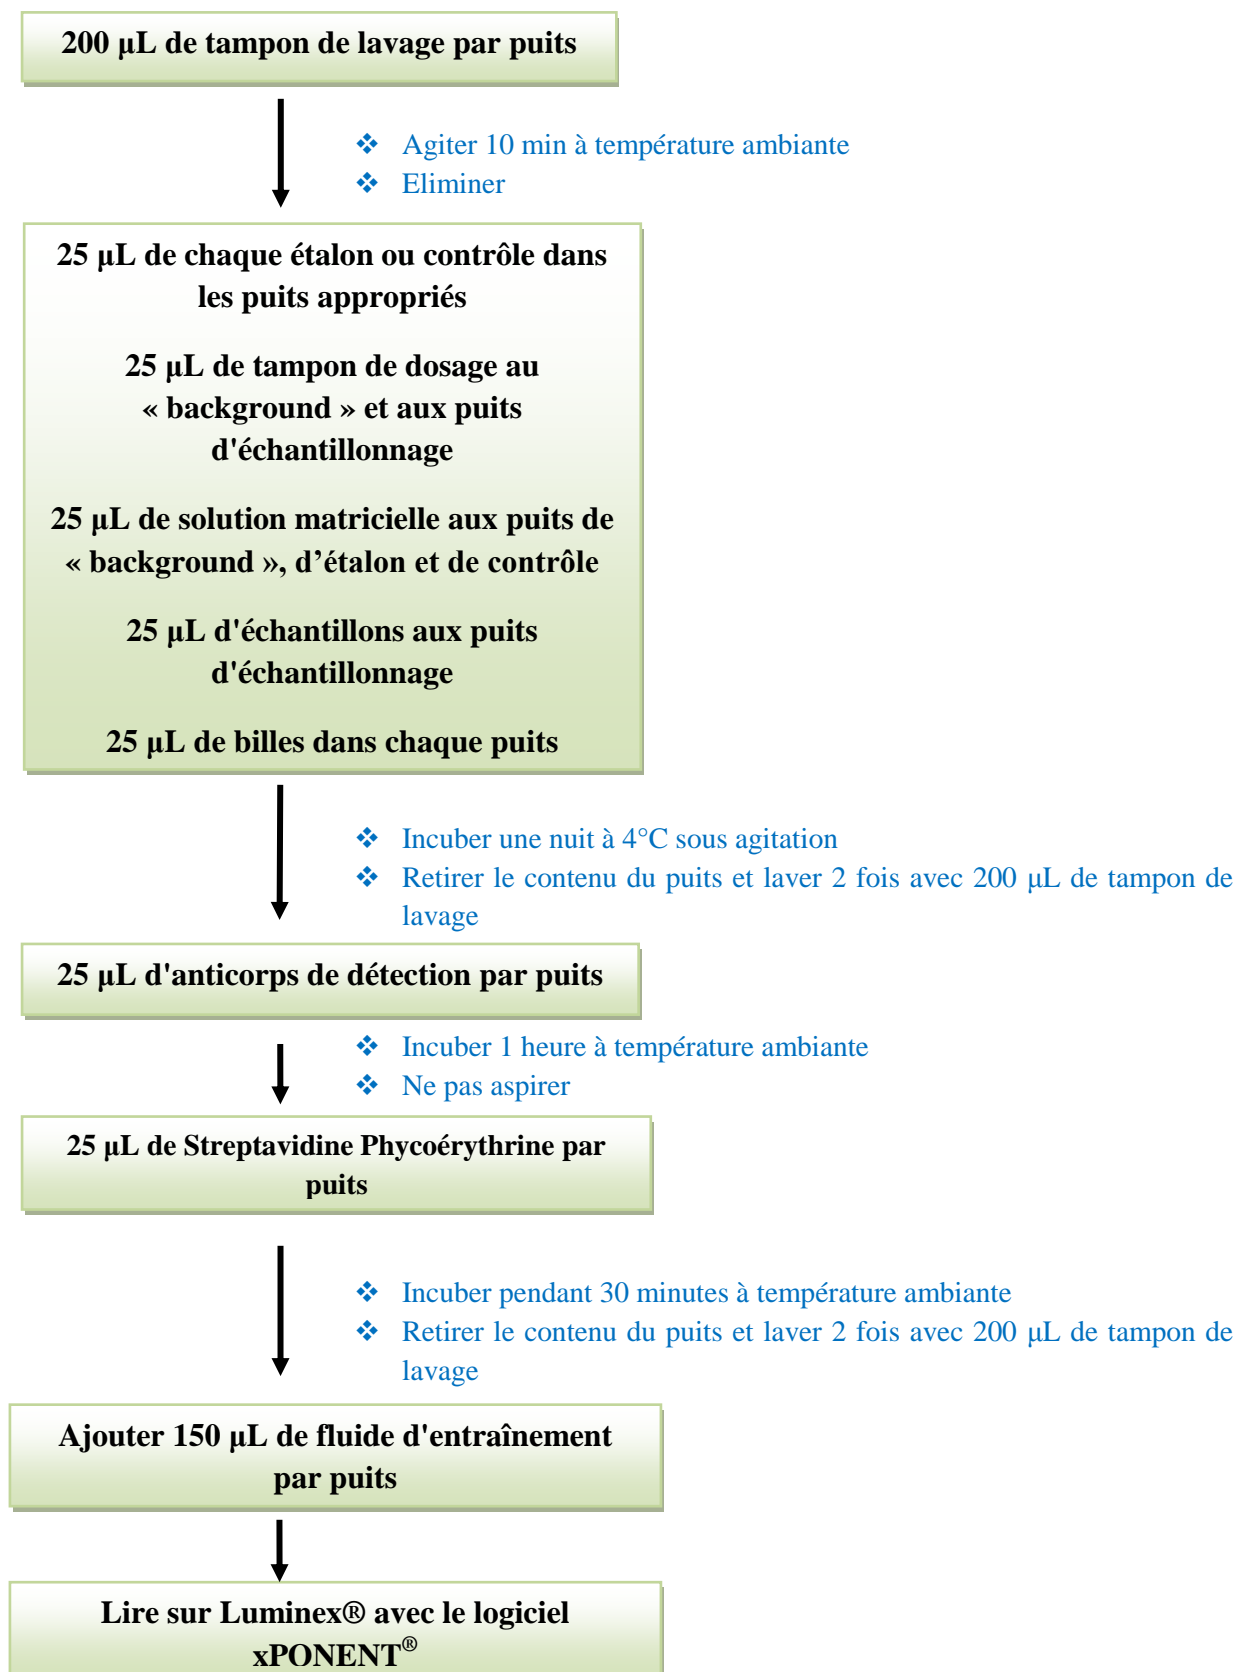 200 µL de tampon de lavage par puits
❖ Agiter 10 min à température ambiante
❖ Eliminer
25 µL de chaque étalon ou contrôle dans
les puits appropriés
25 µL de tampon de dosage au
« background » et aux puits
d'échantillonnage
25 µL de solution matricielle aux puits de
« background », d’étalon et de contrôle
25 µL d'échantillons aux puits
d'échantillonnage
25 µL de billes dans chaque puits
❖ Incuber une nuit à 4°C sous agitation
❖ Retirer le contenu du puits et laver 2 fois avec 200 µL de tampon de
lavage
25 µL d'anticorps de détection par puits
❖ Incuber 1 heure à température ambiante
❖ Ne pas aspirer
25 µL de Streptavidine Phycoérythrine par
puits
❖ Incuber pendant 30 minutes à température ambiante
❖ Retirer le contenu du puits et laver 2 fois avec 200 µL de tampon de
lavage
Ajouter 150 µL de fluide d'entraînement
par puits
Lire sur Luminex® avec le logiciel
xPONENT®